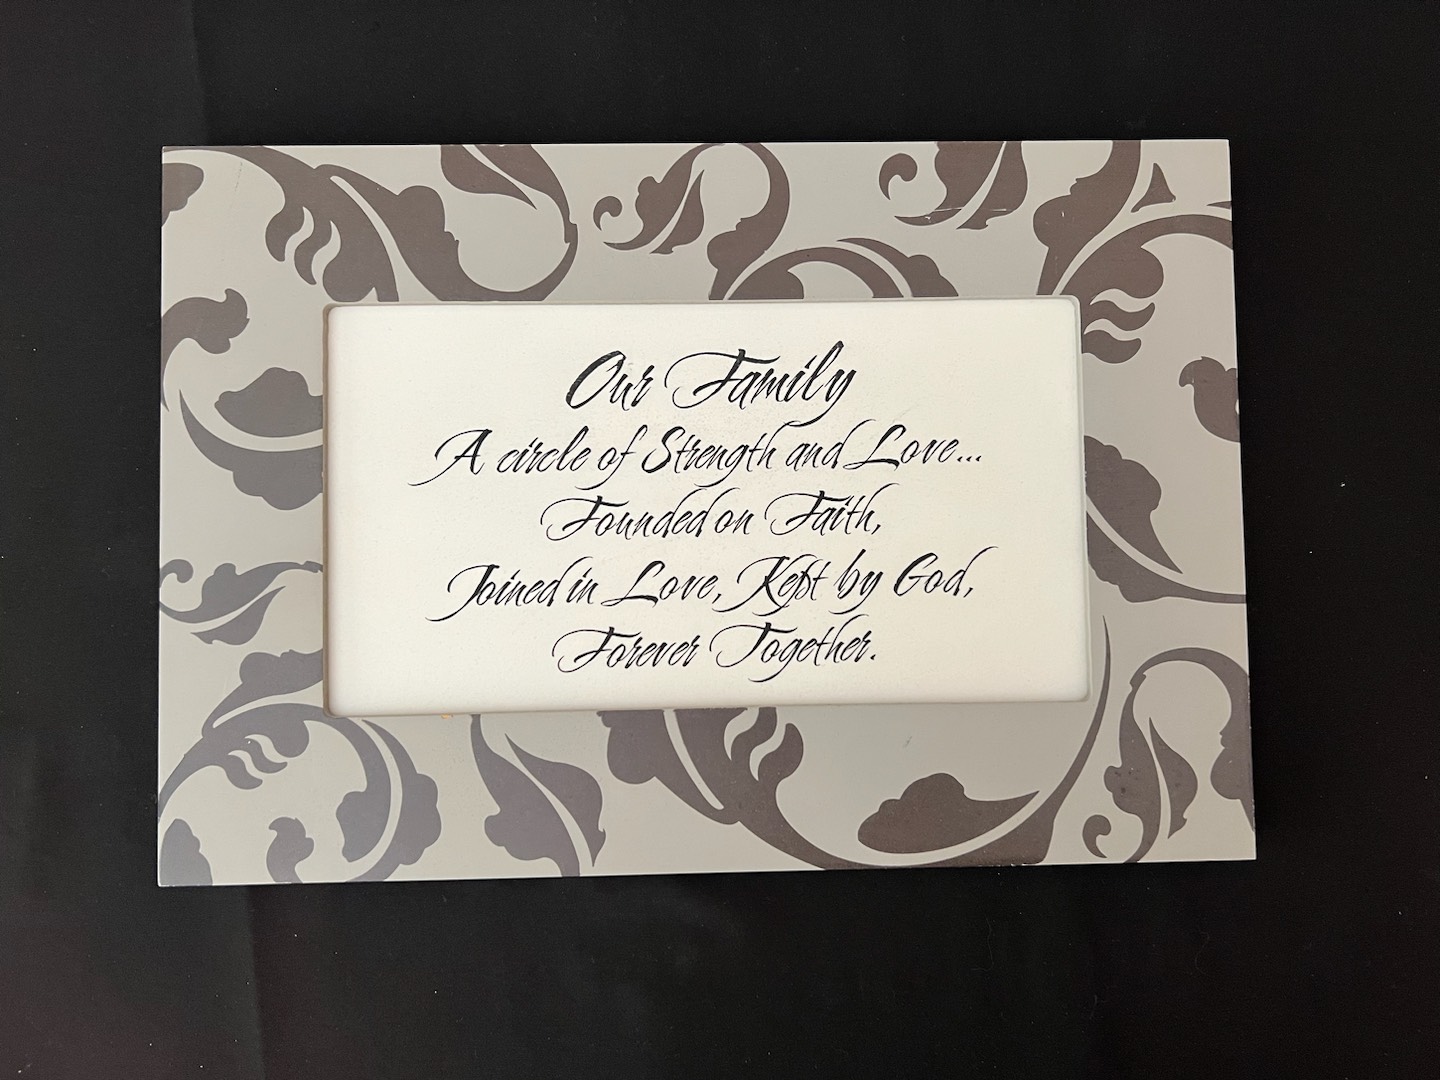 Our Family
A circle of Strength and Love...
Founded on Faith,
Joined in Love, Kept by God,
Forever Together.